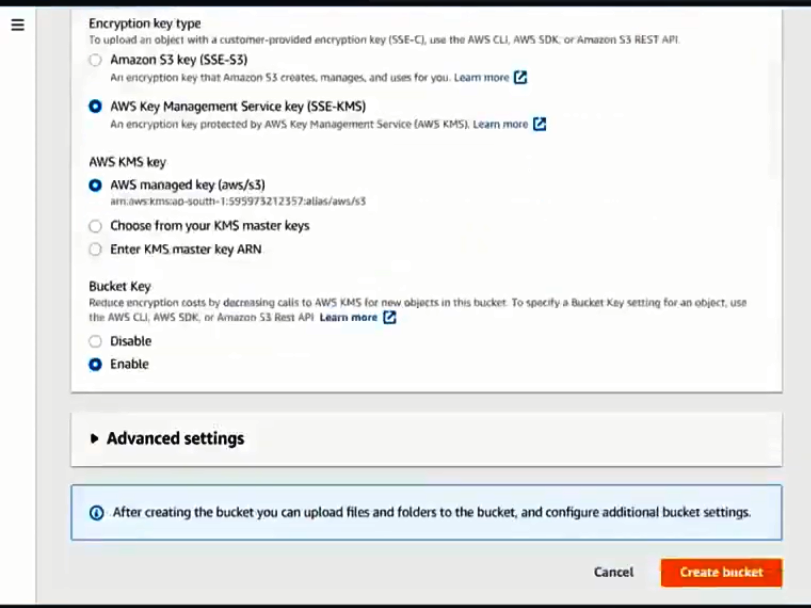 Encryption key type
To upload an object with a customer-provided encryption key (SSE-C), use the AWS CLI, AWS SDK, or Amazon S3 REST API.
Amazon S3 key (SSE-S3)
An encryption key that Amazon S3 creates, manages, and uses for you. Learn more
AWS Key Management Service key (SSE-KMS)
An encryption key protected by AWS Key Management Service (AWS KMS). Learn more
AWS KMS key
AWS managed key (aws/s3)
arn:aws:kms:ap-south-1:595973212357:alias/aws/s3
Choose from your KMS master keys
Enter KMS master key ARN
Bucket Key
Reduce encryption costs by decreasing calls to AWS KMS for new objects in this bucket. To specify a Bucket Key setting for an object, use
the AWS CLI, AWS SDK, or Amazon S3 Rest API. Learn more
Disable
Enable
Advanced settings
After creating the bucket you can upload files and folders to the bucket, and configure additional bucket settings.
Cancel
Create bucket